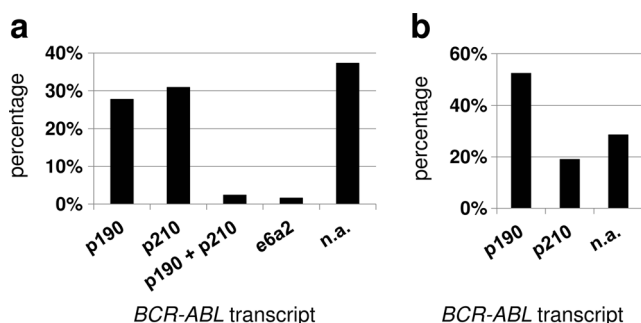 a
percentage
40%
30%
20%
10%
0%
p190
p210
p190 + p210
e6a2
n.a.
BCR-ABL transcript
b
percentage
60%
40%
20%
0%
p190
p210
n.a.
BCR-ABL transcript